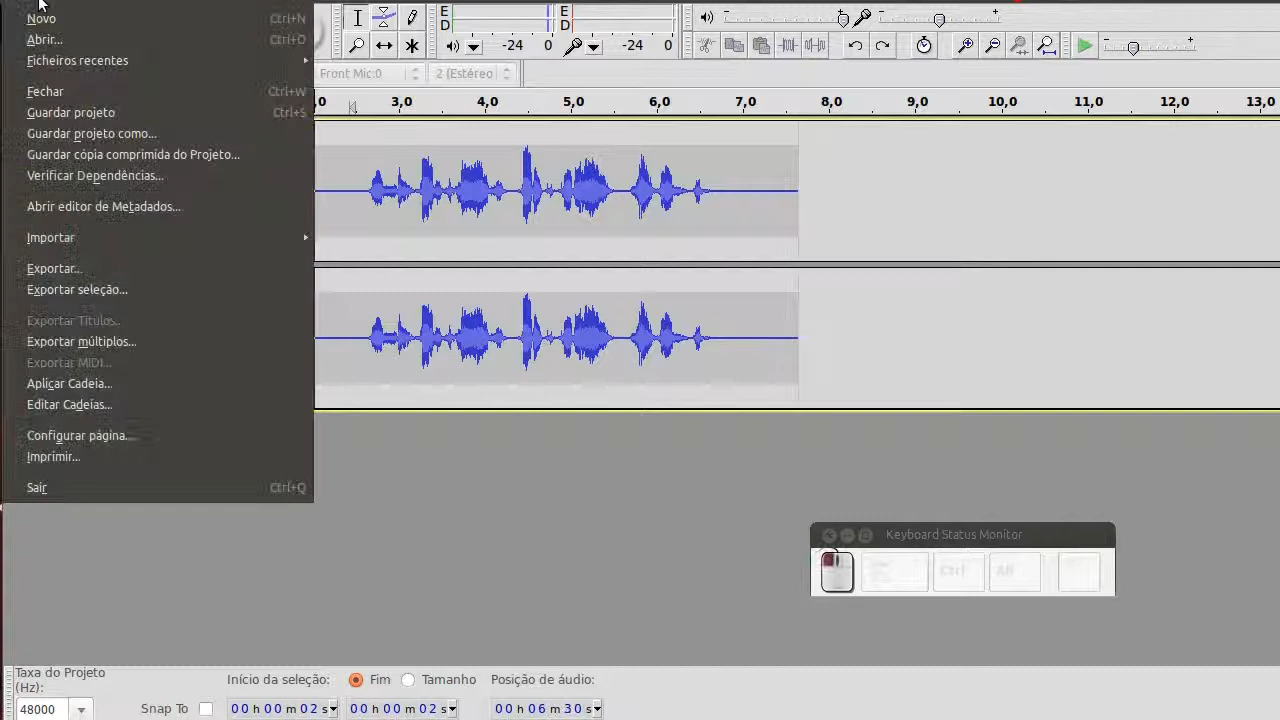 Novo Ctrl+N
Abrir... Ctrl+O
Ficheiros recentes
Fechar Ctrl+W
Guardar projeto Ctrl+S
Guardar projeto como...
Guardar cópia comprimida do Projeto...
Verificar Dependências...
Abrir editor de Metadados...
Importar
Exportar...
Exportar seleção...
Exportar Títulos...
Exportar múltiplos...
Exportar MIDI...
Aplicar Cadeia...
Editar Cadeias...
Configurar página...
Imprimir...
Sair Ctrl+Q
E E
D D
-24 0 -24 0
Front Mic:0 2 (Estéreo
,0 3,0 4,0 5,0 6,0 7,0 8,0 9,0 10,0 11,0 12,0 13,0
Keyboard Status Monitor
Ctrl Alt
Taxa do Projeto
(Hz):
Início da seleção: Fim Tamanho Posição de áudio:
48000 Snap To 00 h 00 m 02 s 00 h 00 m 02 s 00 h 06 m 30 s